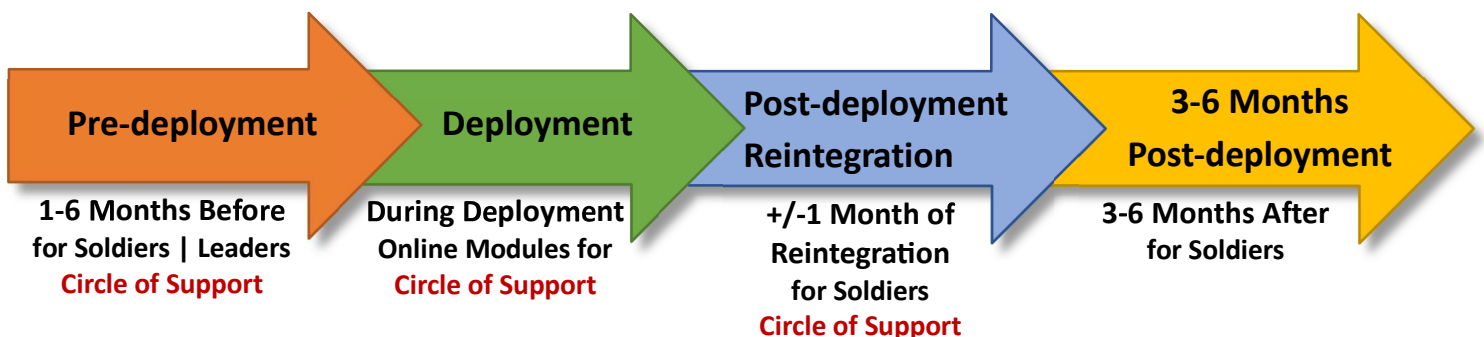 Pre-deployment
1-6 Months Before
for Soldiers | Leaders
Circle of Support
Deployment
During Deployment
Online Modules for
Circle of Support
Post-deployment
Reintegration
+/-1 Month of
Reintegration
for Soldiers
Circle of Support
3-6 Months
Post-deployment
3-6 Months After
for Soldiers